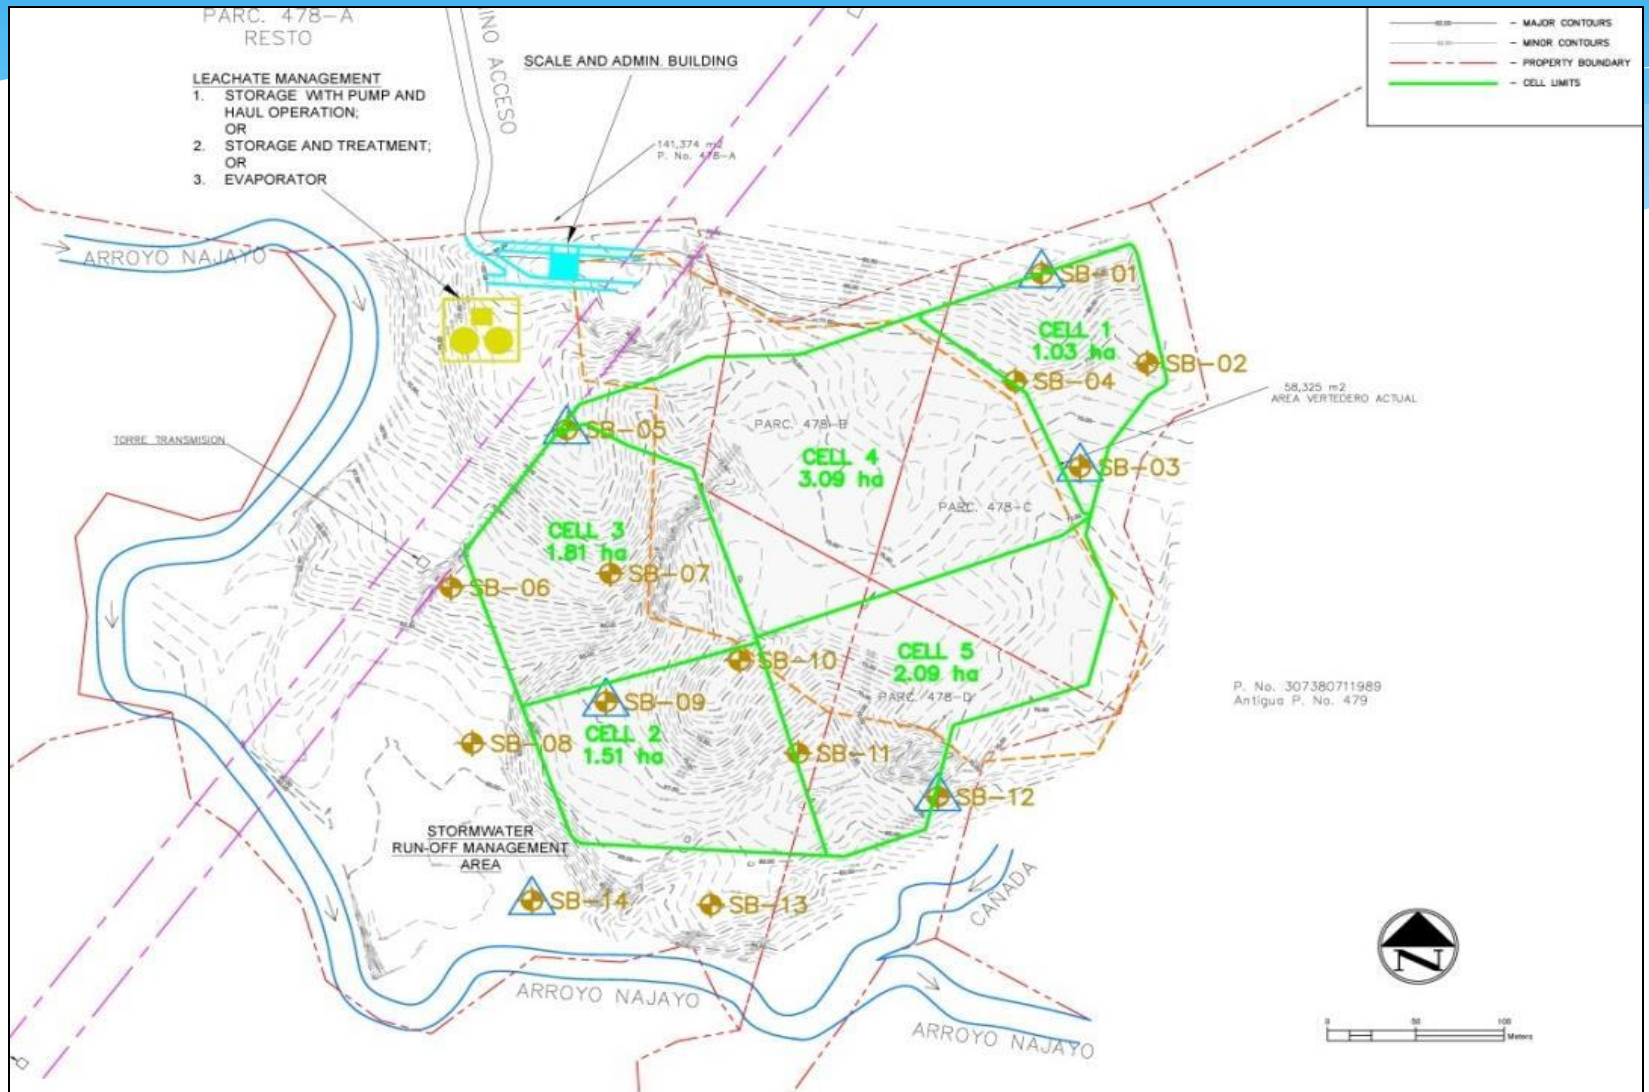 PARC. 478-A
RESTO
LEACHATE MANAGEMENT
1. STORAGE WITH PUMP AND
HAUL OPERATION;
OR
2. STORAGE AND TREATMENT;
OR
3. EVAPORATOR
INO ACCESO
SCALE AND ADMIN. BUILDING
141,374 m2
P. No. 478-A
- MAJOR CONTOURS
- MINOR CONTOURS
- PROPERTY BOUNDARY
- CELL LIMITS
ARROYO NAJAYO
SB-01
CELL 1
1.03 ha
SB-02
SB-04
58,325 m2
AREA VERTEDERO ACTUAL
SB-05
PARC. 478-B
TORRE TRANSMISION
CELL 4
3.09 ha
SB-03
PARC. 478-C
CELL 3
1.81 ha
SB-06
SB-07
SB-10
CELL 5
2.09 ha
PARC. 478-D
P. No. 307380711989
Antigua P. No. 479
SB-09
SB-08
CELL 2
1.51 ha
SB-11
SB-12
STORMWATER
RUN-OFF MANAGEMENT
AREA
SB-14
SB-13
CAÑADA
ARROYO NAJAYO
ARROYO NAJAYO
N
0 50 100
Meters